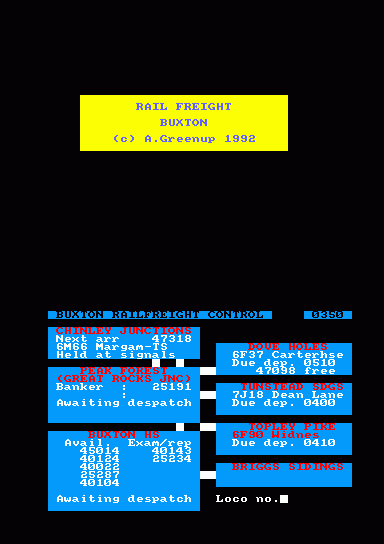 RAIL FREIGHT
BUXTON
(c) A.Greenup 1992
BUXTON RAILFREIGHT CONTROL
0350
CHINLEY JUNCTIONS
Next arr 47318
6M66 Margam-TS
Held at signals
DOVE HOLES
6F37 Carterhse
Due dep. 0510
47098 free
PEAK FOREST
(GREAT ROCKS JNC)
Banker : 25191
:
Awaiting despatch
TUNSTEAD SDGS
7J18 Dean Lane
Due dep. 0400
TOPLEY PIKE
6F90 Widnes
Due dep. 0410
BUXTON MS
Avail. Exam/rep
45014 40143
40124 25234
40022
25287
40104
Awaiting despatch
BRIGGS SIDINGS
Loco no.